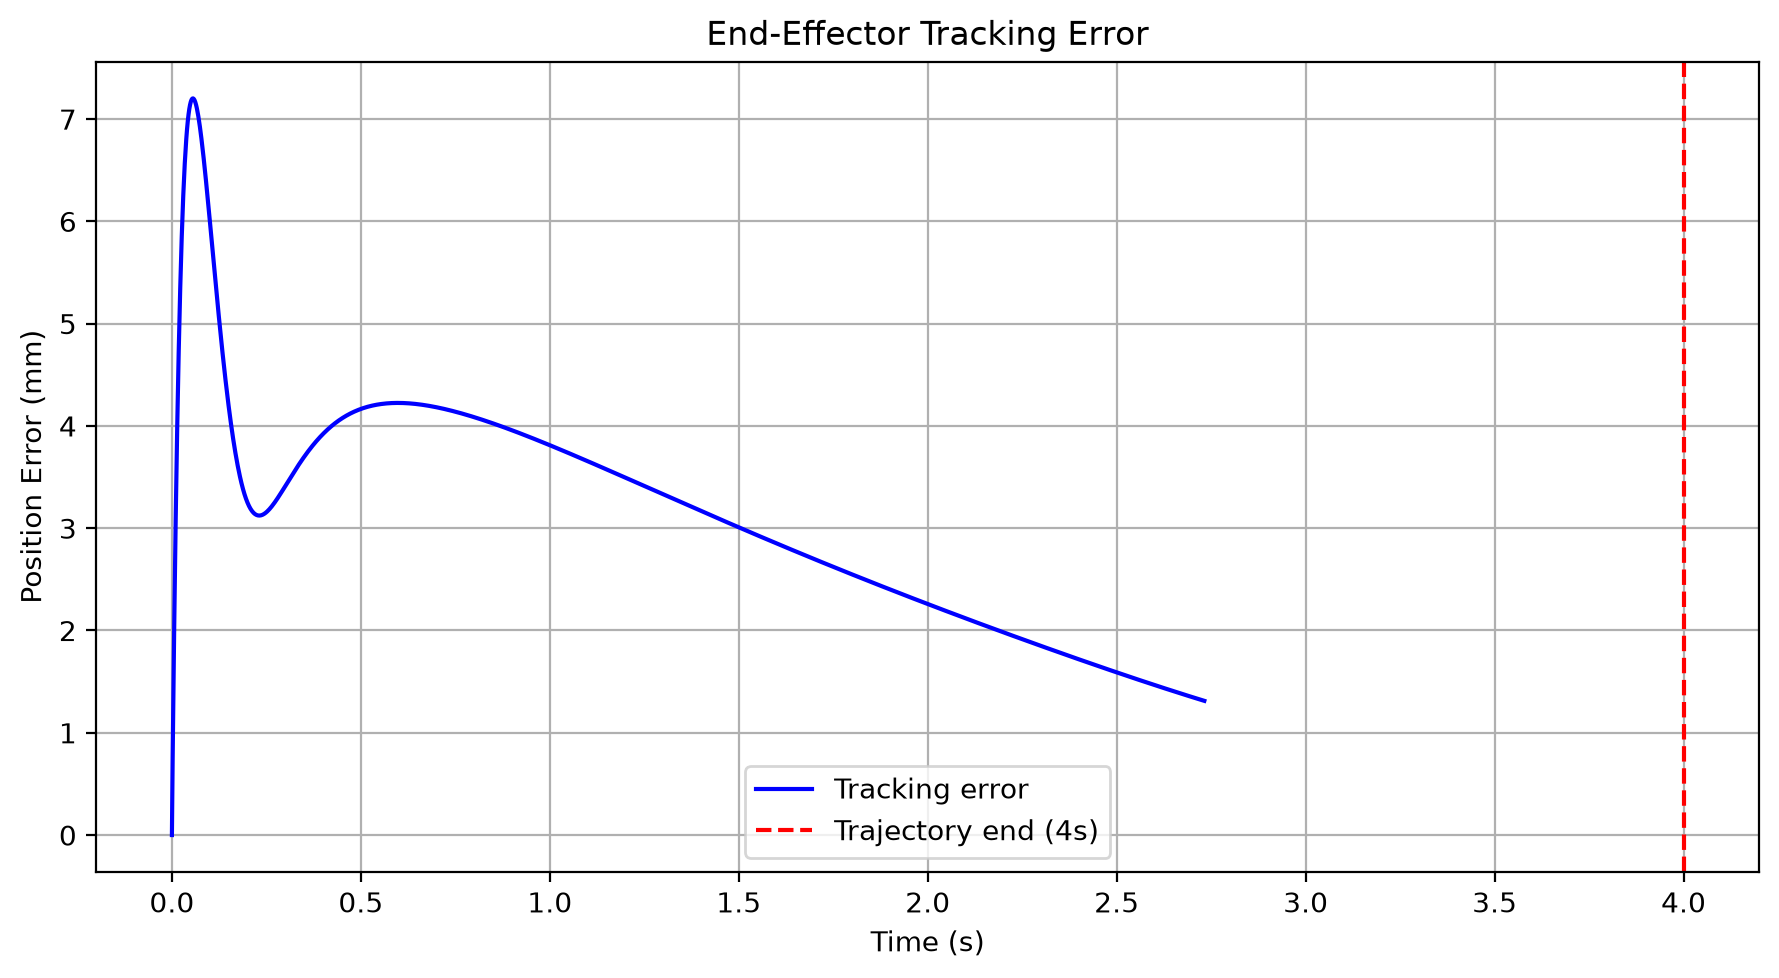 End-Effector Tracking Error
Position Error (mm)
7
6
5
4
3
2
1
0
Tracking error
Trajectory end (4s)
0.0 0.5 1.0 1.5 2.0 2.5 3.0 3.5 4.0
Time (s)